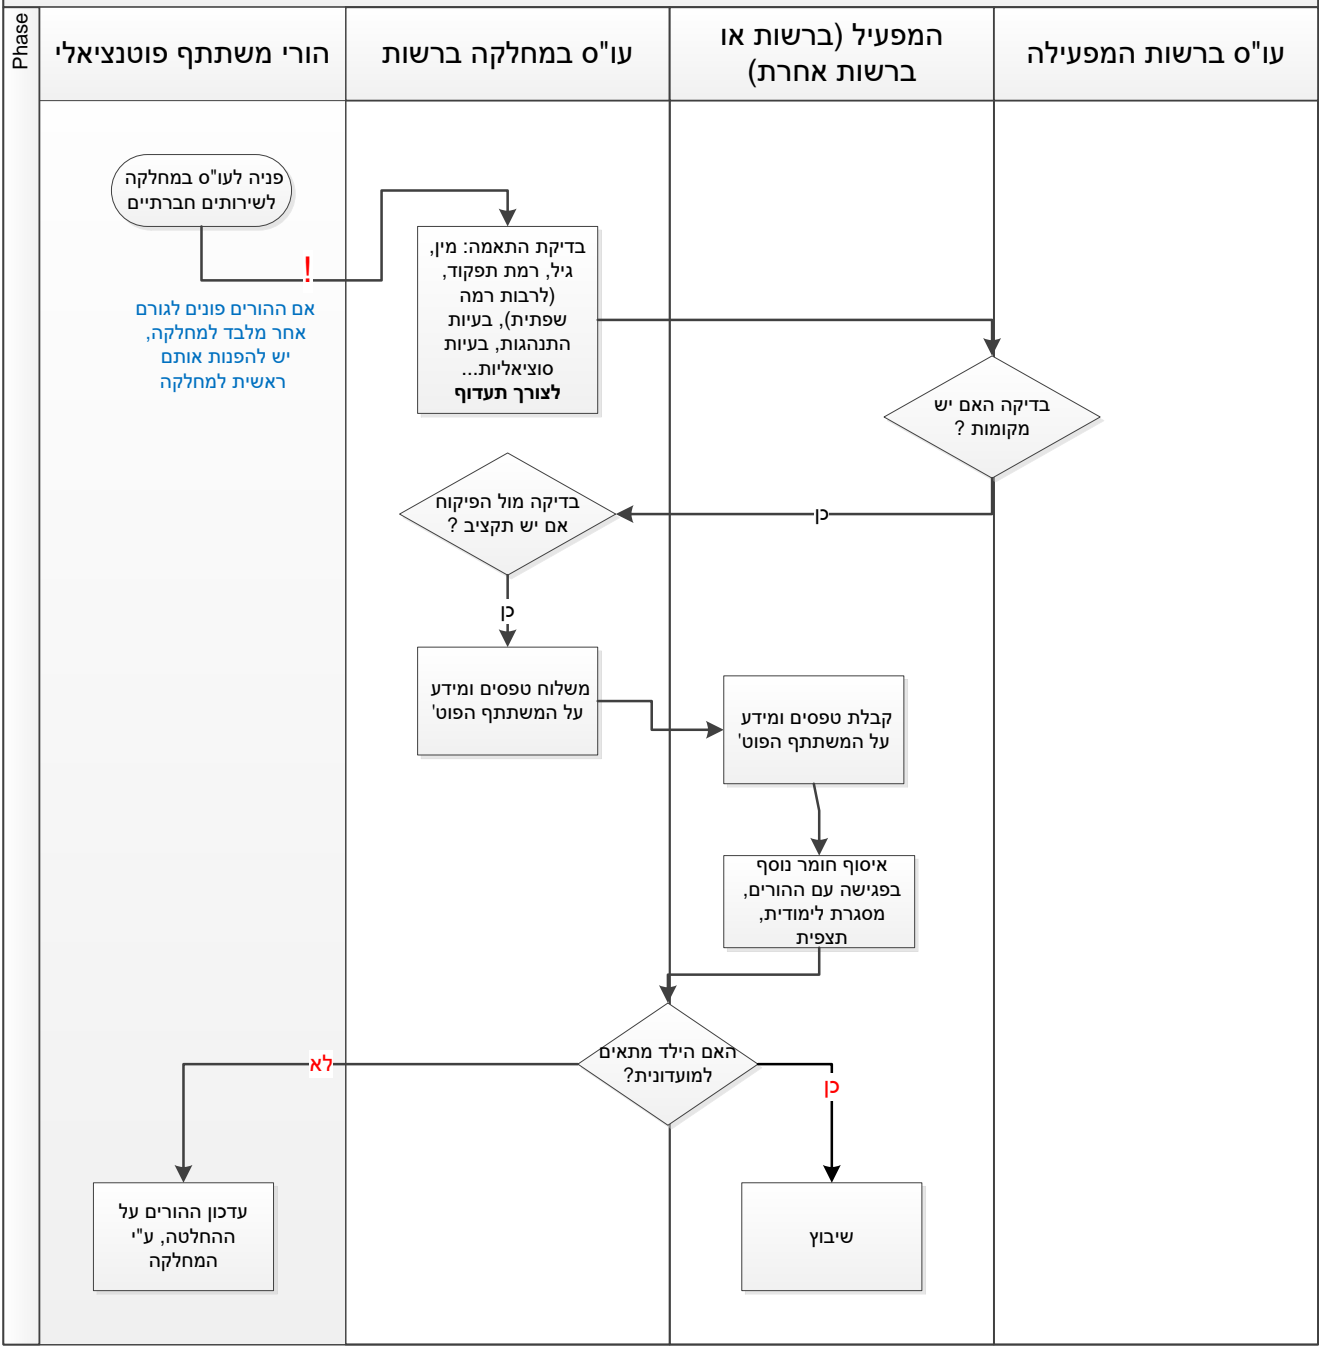 Phase
הורי משתתף פוטנציאלי
עו"ס במחלקה ברשות
המפעיל (ברשות או
ברשות אחרת)
עו"ס ברשות המפעילה
פניה לעו"ס במחלקה
לשירותים חברתיים
!
אם ההורים פונים לגורם
אחר מלבד למחלקה,
יש להפנות אותם
ראשית למחלקה
בדיקת התאמה: מין,
גיל, רמת תפקוד,
(לרבות רמה
שפתית), בעיות
התנהגות, בעיות
סוציאליות...
לצורך תעדוף
בדיקה האם יש
מקומות ?
כן
בדיקה מול הפיקוח
אם יש תקציב ?
כן
משלוח טפסים ומידע
על המשתתף הפוט'
קבלת טפסים ומידע
על המשתתף הפוט'
איסוף חומר נוסף
בפגישה עם ההורים,
מסגרת לימודית,
תצפית
האם הילד מתאים
למועדונית?
לא
כן
עדכון ההורים על
ההחלטה, ע"י
המחלקה
שיבוץ